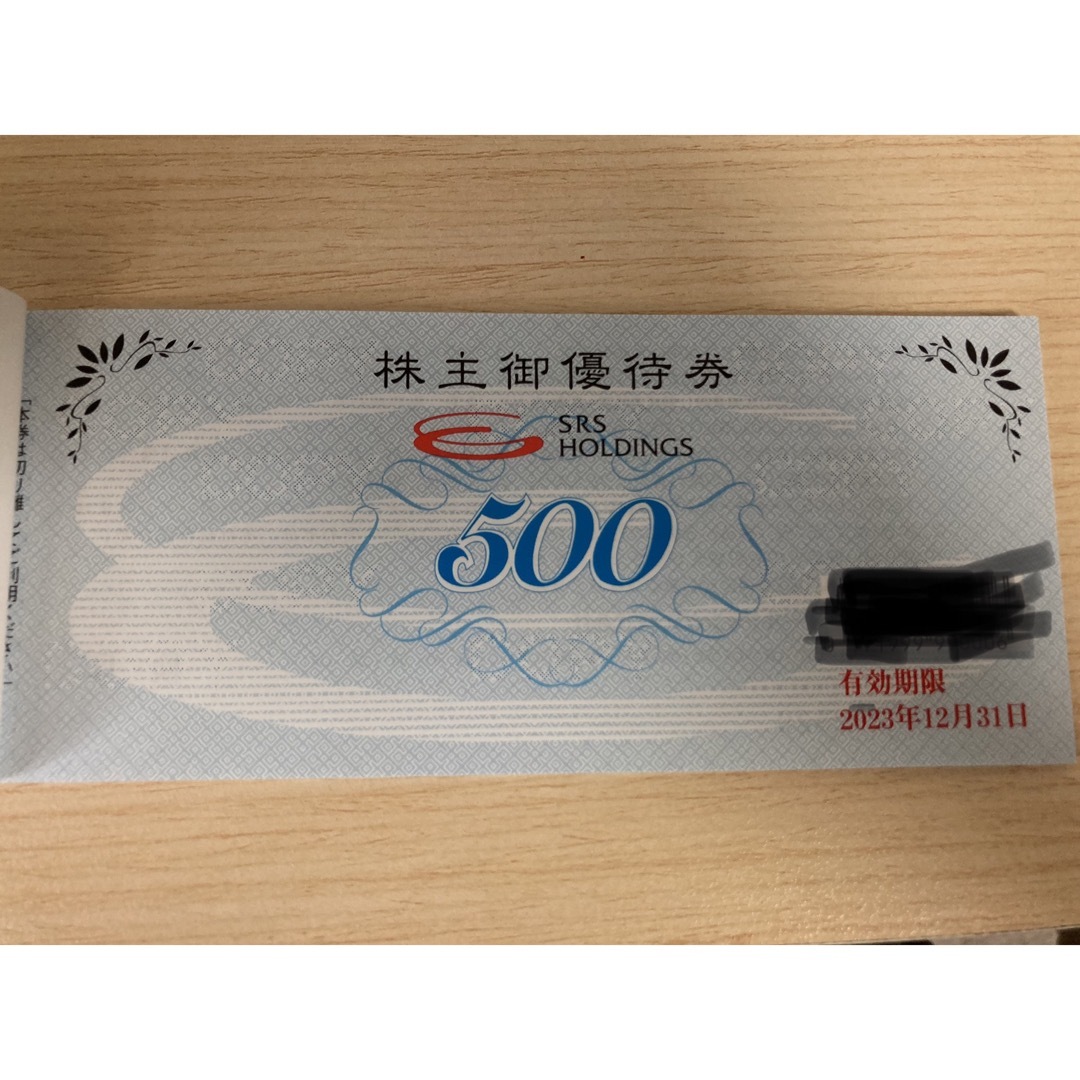 株主御優待券
SRS
HOLDINGS
500
有効期限
2023年12月31日